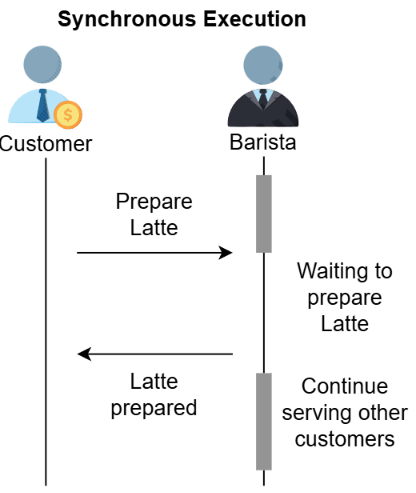 Synchronous Execution
$
Customer
Barista
Prepare
Latte
Waiting to
prepare
Latte
Latte
prepared
Continue
serving other
customers